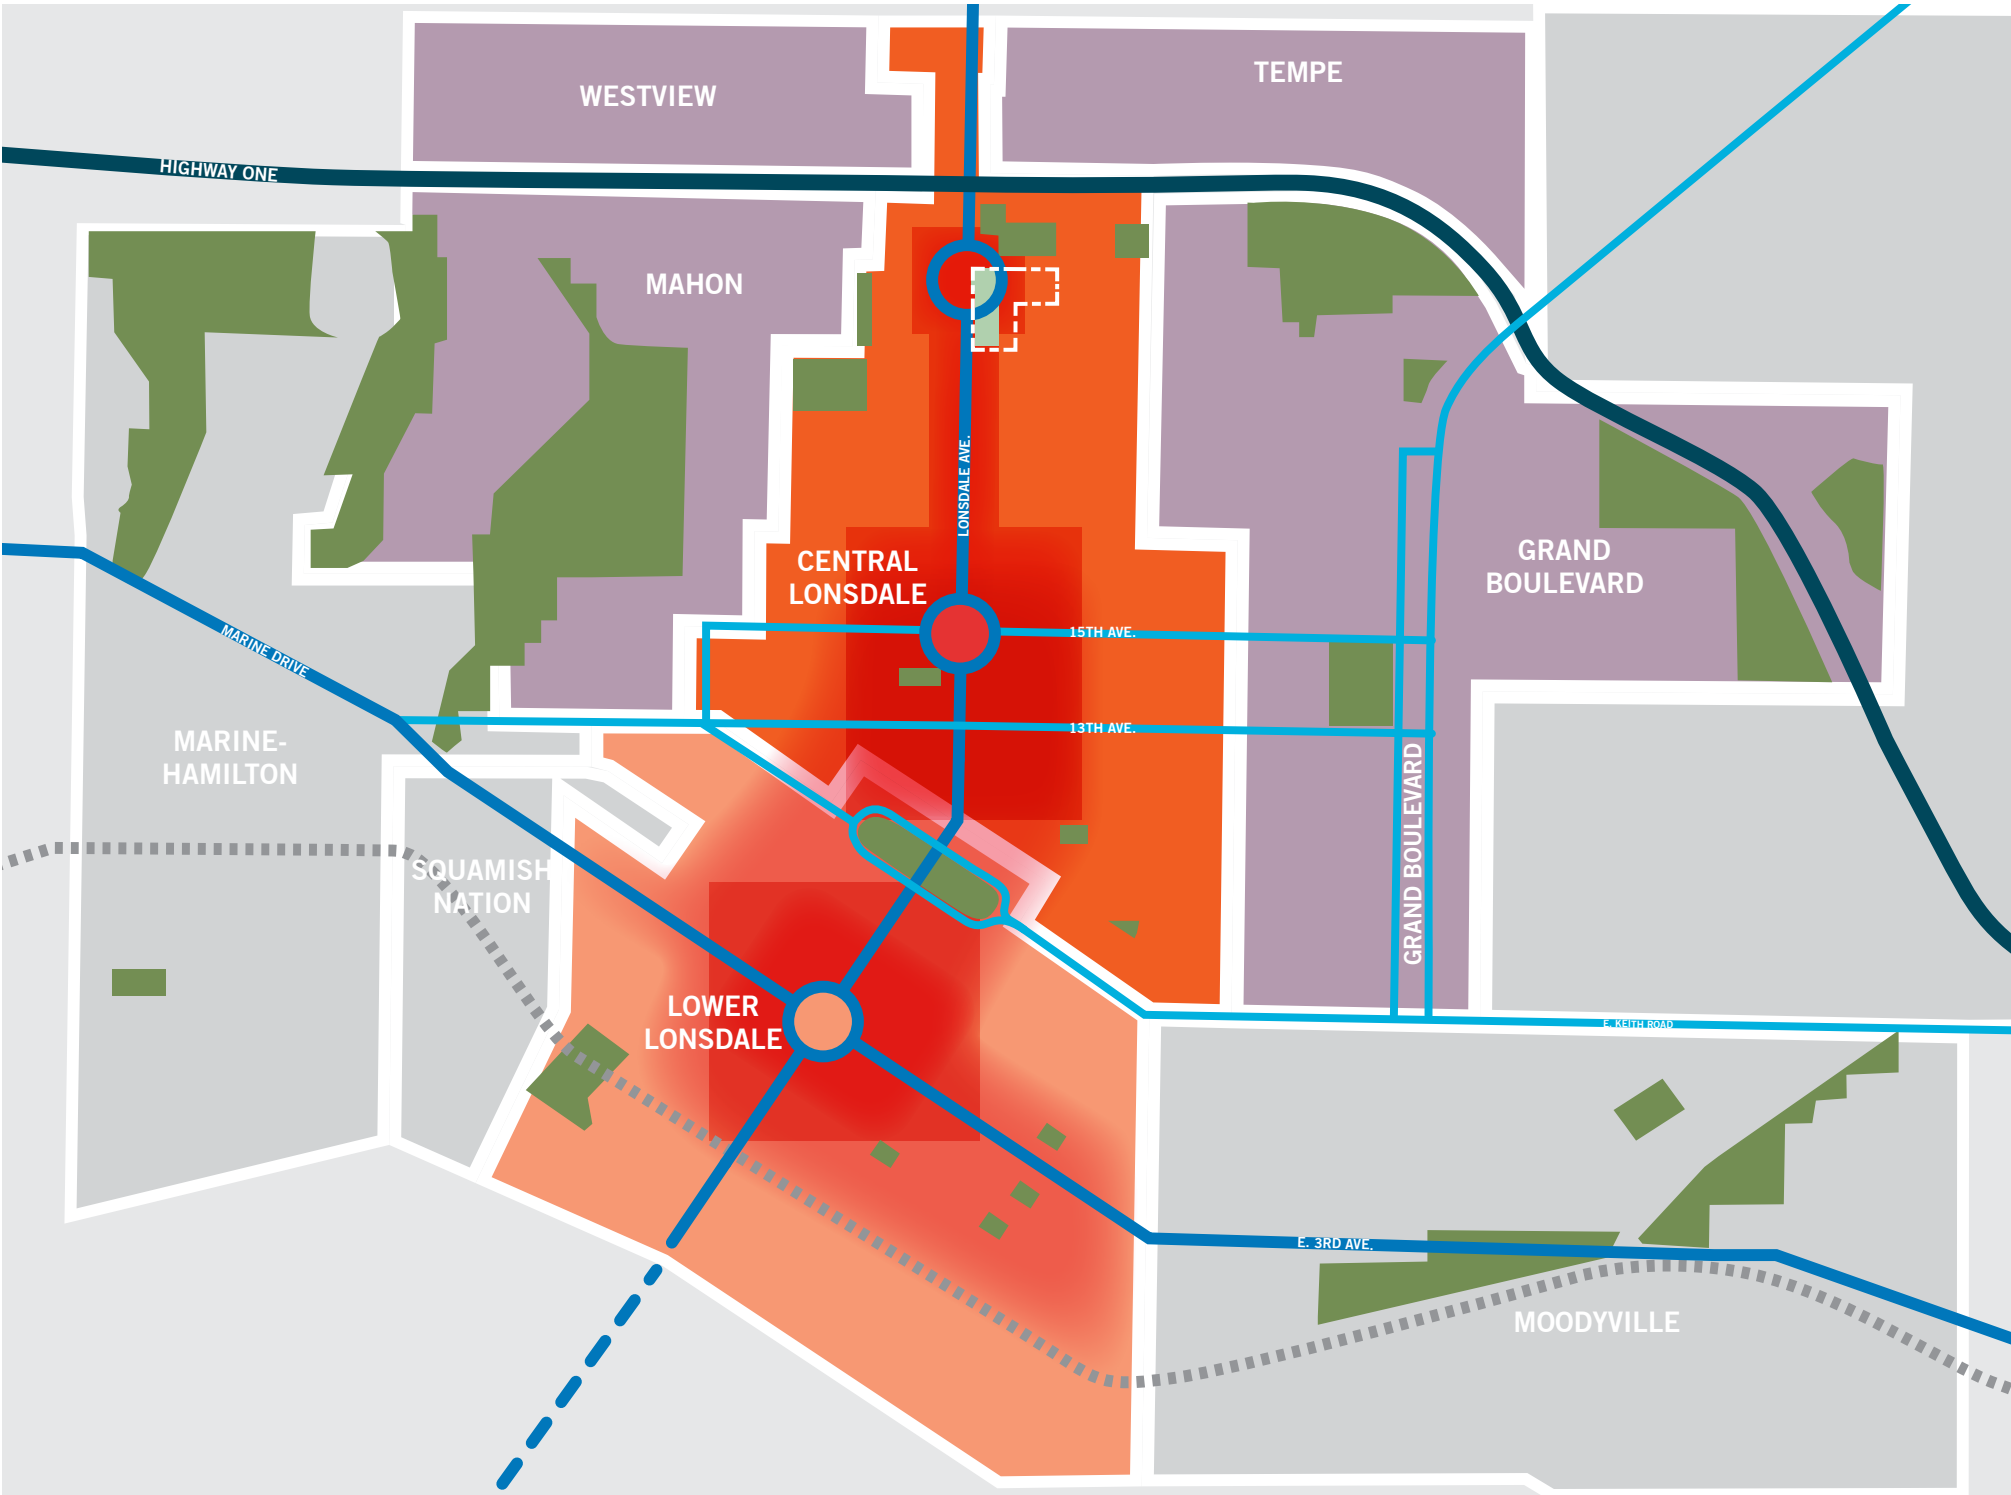 WESTVIEW
TEMPE
HIGHWAY ONE
MAHON
LONSDALE AVE.
CENTRAL
LONSDALE
GRAND
BOULEVARD
15TH AVE.
MARINE DRIVE
13TH AVE.
MARINE-
HAMILTON
GRAND BOULEVARD
SQUAMISH
NATION
LOWER
LONSDALE
E. KEITH ROAD
E. 3RD AVE.
MOODYVILLE